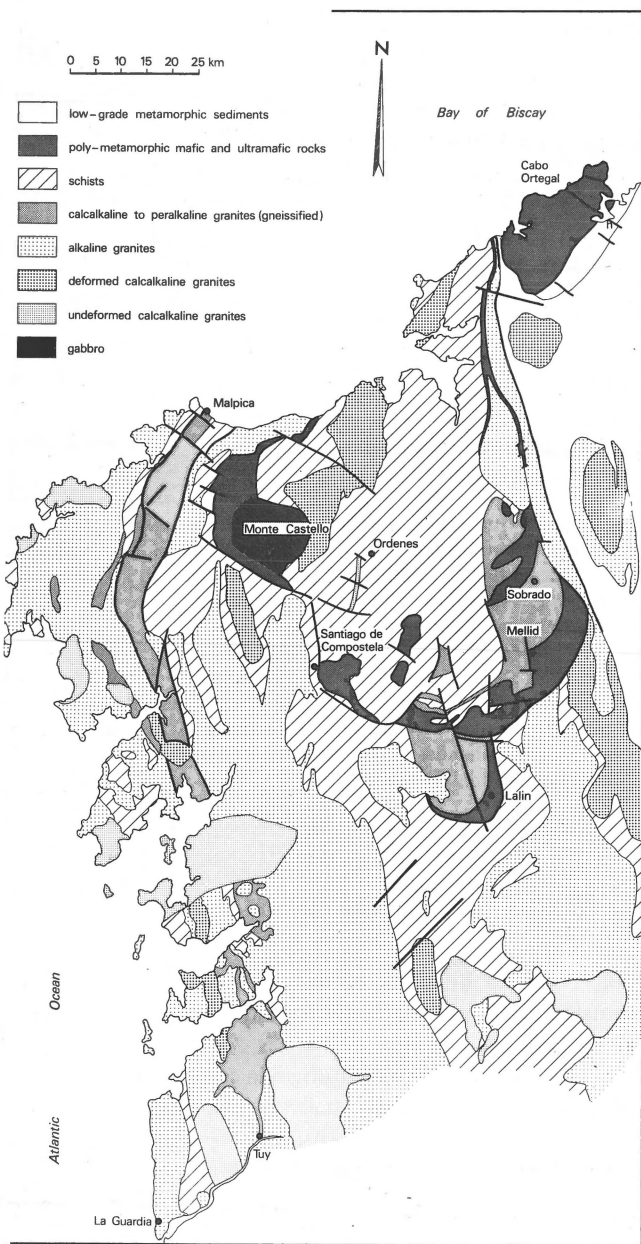 N
0 5 10 15 20 25 km
low-grade metamorphic sediments
poly-metamorphic mafic and ultramafic rocks
schists
calcalkaline to peralkaline granites (gneissified)
alkaline granites
deformed calcalkaline granites
undeformed calcalkaline granites
gabbro
Bay of Biscay
Cabo
Ortegal
Malpica
Monte Castello
Ordenes
Sobrado
Mellid
Santiago de
Compostela
Lalin
Ocean
Atlantic
Tuy
La Guardia